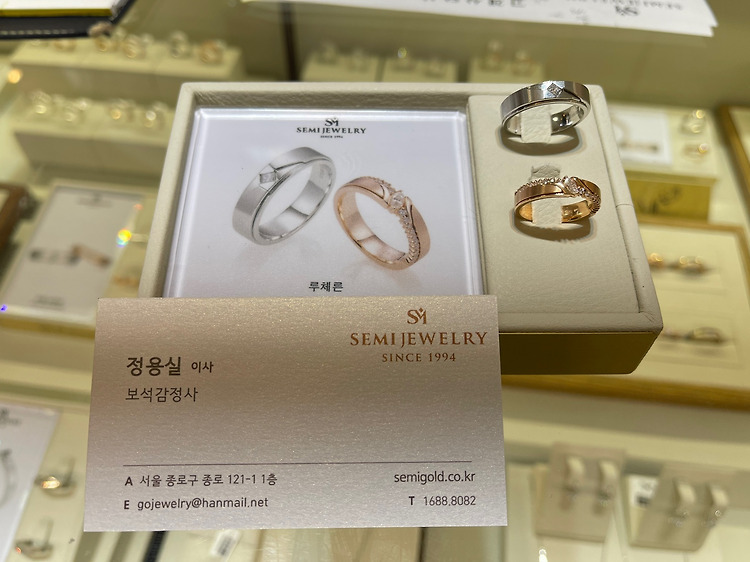 SM
SEMI JEWELRY
SINCE 1994
루체른
SM
SEMI JEWELRY
SINCE 1994
정용실 이사
보석감정사
A 서울 종로구 종로 121-1 1층
semigold.co.kr
E gojewelry@hanmail.net
T 1688.8082